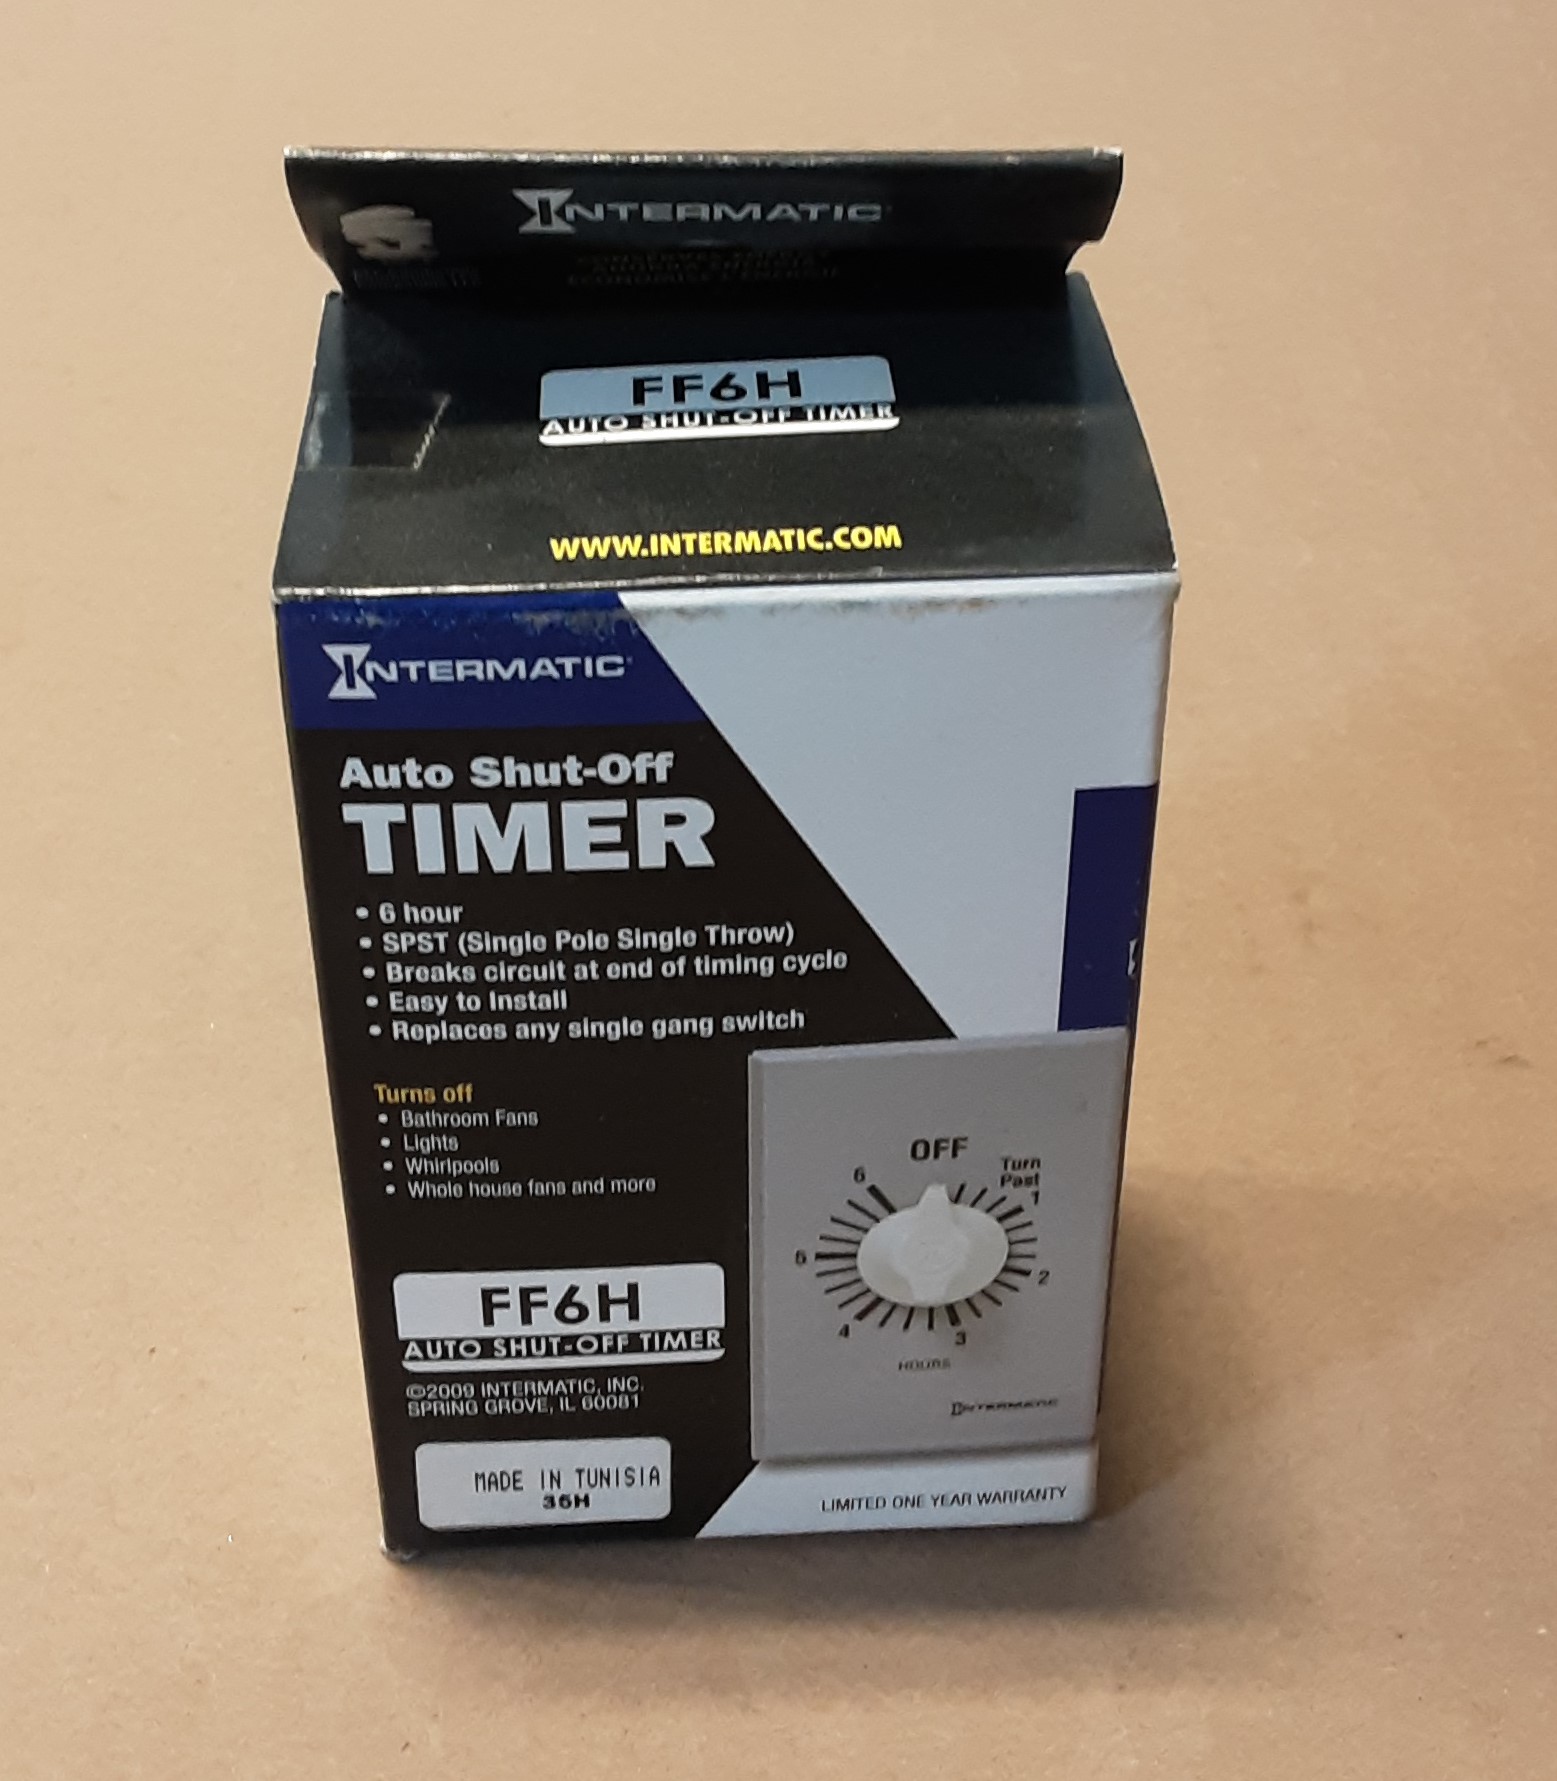 INTERMATIC
FF6H
AUTO SHUT-OFF TIMER
WWW.INTERMATIC.COM
INTERMATIC
Auto Shut-Off
TIMER
• 6 hour
• SPST (Single Pole Single Throw)
• Breaks circuit at end of timing cycle
• Easy to Install
• Replaces any single gang switch
Turns off
• Bathroom Fans
• Lights
• Whirlpools
• Whole house fans and more
OFF
Turn
Past
1
2
3
4
5
6
HOURS
INTERMATIC
FF6H
AUTO SHUT-OFF TIMER
©2009 INTERMATIC, INC.
SPRING GROVE, IL 60081
MADE IN TUNISIA
36H
LIMITED ONE YEAR WARRANTY